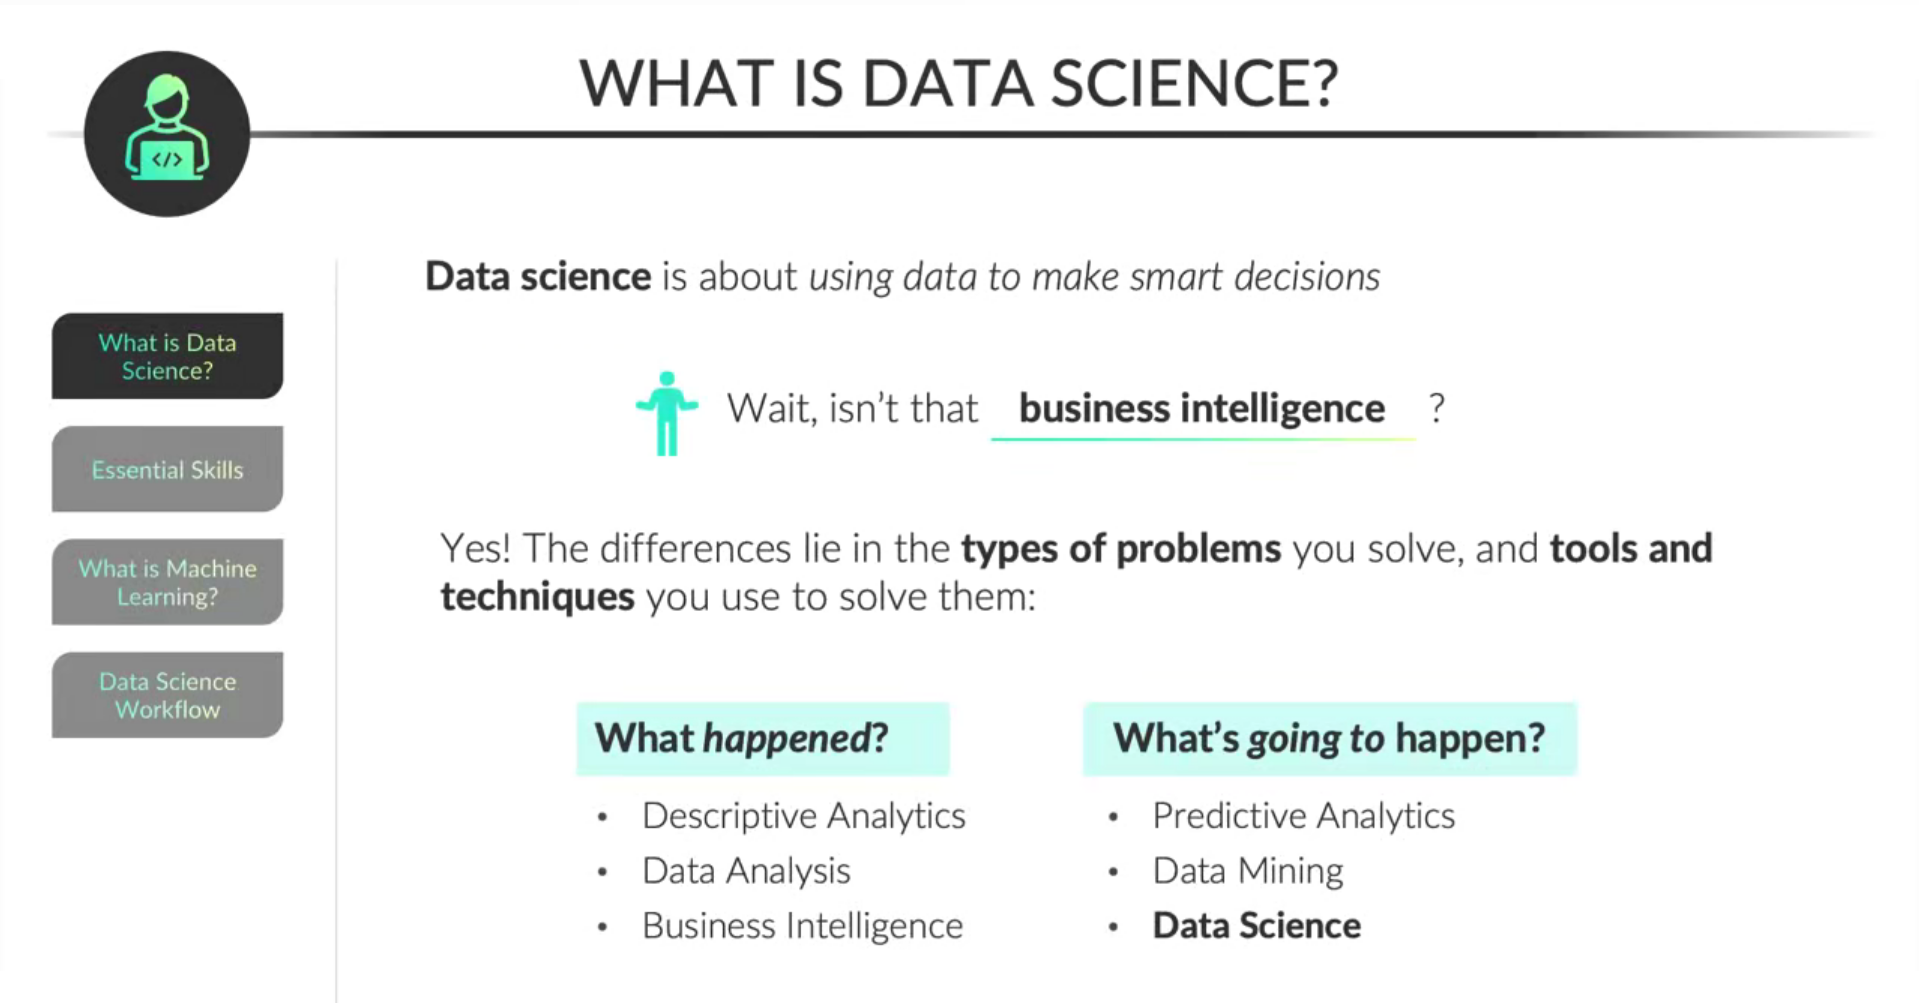 WHAT IS DATA SCIENCE?
</>
What is Data
Science?
Essential Skills
What is Machine
Learning?
Data Science
Workflow
Data science is about using data to make smart decisions
Wait, isn't that business intelligence ?
Yes! The differences lie in the types of problems you solve, and tools and
techniques you use to solve them:
What happened?
• Descriptive Analytics
• Data Analysis
• Business Intelligence
What's going to happen?
• Predictive Analytics
• Data Mining
• Data Science